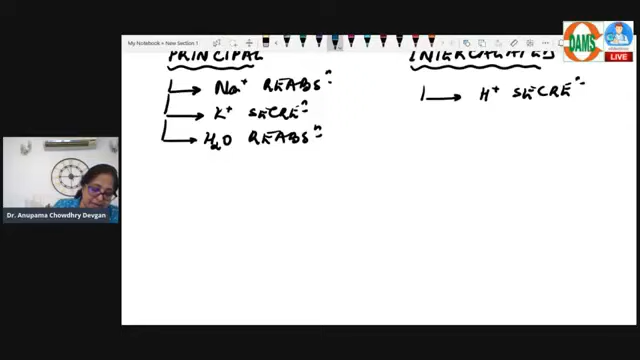 My Notebook > New Section 1
DAMS
LIVE
PRINCIPAL
INTERCALATED
→ Na+ REABSⁿ
→ H+ SECREⁿ
→ K+ SECREⁿ
→ H2O REABSⁿ
Dr. Anupama Chowdhry Devgan